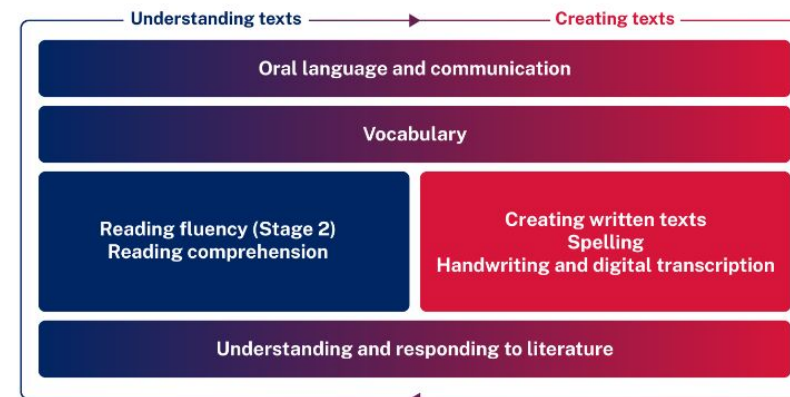 Understanding texts
Creating texts
Oral language and communication
Vocabulary
Reading fluency (Stage 2)
Reading comprehension
Creating written texts
Spelling
Handwriting and digital transcription
Understanding and responding to literature